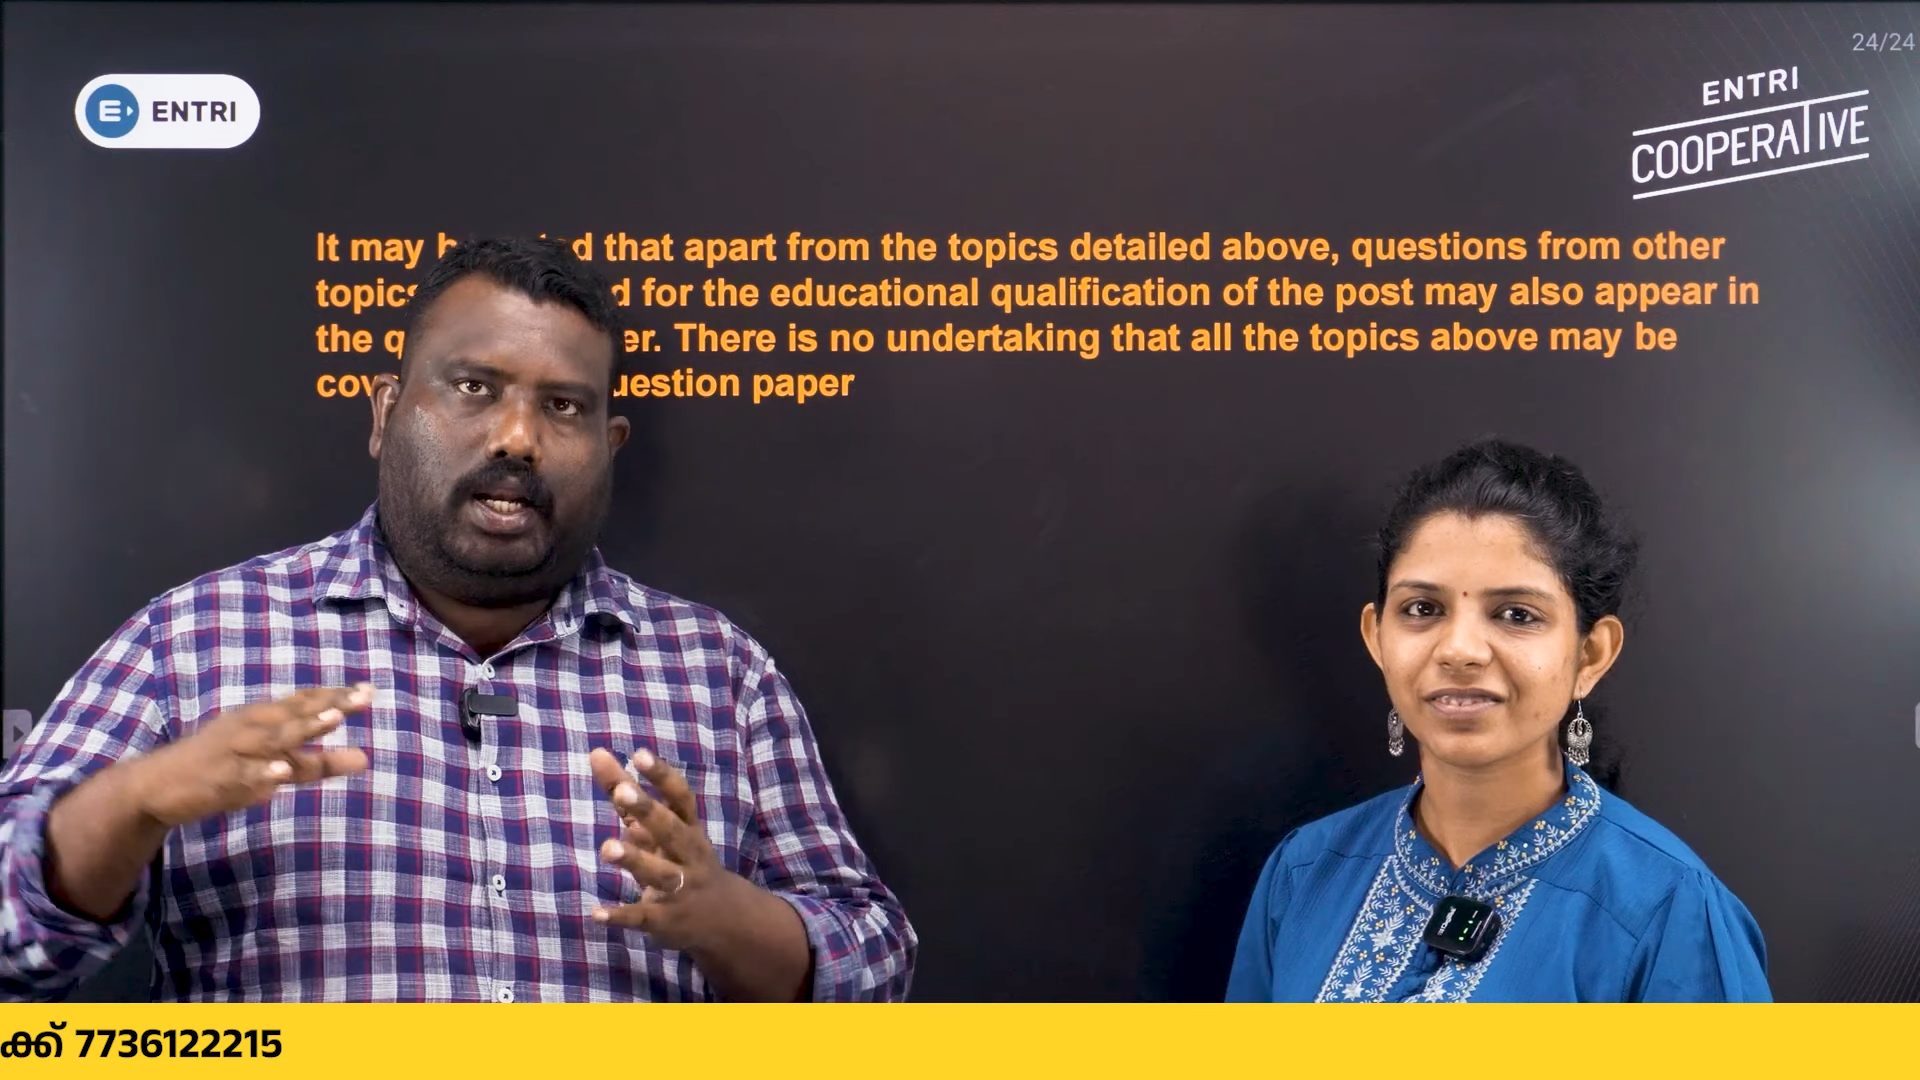 24/24
ENTRI
ENTRI
COOPERATIVE
It may that apart from the topics detailed above, questions from other
for the educational qualification of the post may also appear in
the There is no undertaking that all the topics above may be
paper
ക്ക് 7736122215